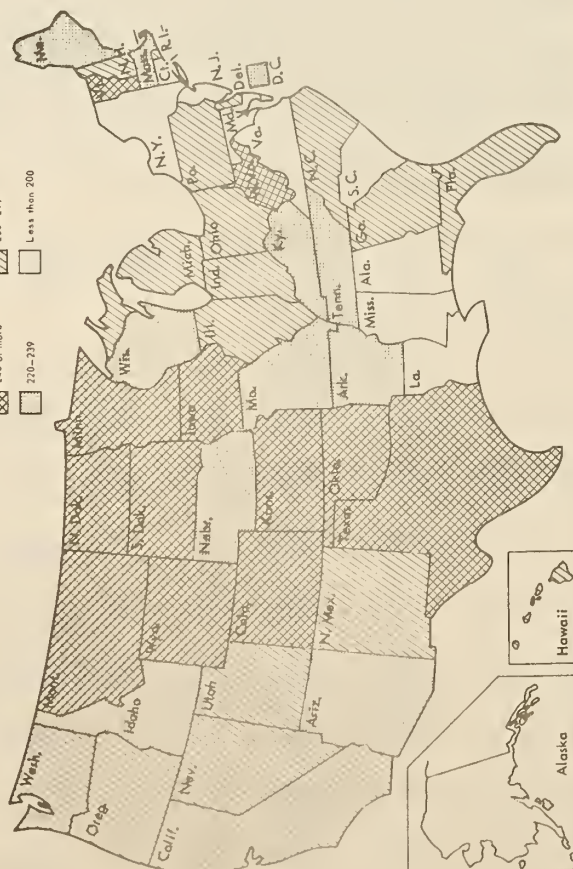 Less than 200
220-239
Wash.
Oreg.
Calif.
Idaho
Nev.
Mont.
Wyo.
Utah
Ariz.
Colo.
N. Mex.
N. Dak.
S. Dak.
Nebr.
Kans.
Okla.
Texas
Minn.
Iowa
Mo.
Ark.
La.
Wis.
Ill.
Mich.
Ind.
Ohio
Ky.
Tenn.
Miss.
Ala.
Ga.
Fla.
S.C.
N.C.
Va.
Md.
Del.
D.C.
Pa.
N.J.
N.Y.
Ct.
R.I.
Mass.
N.H.
Me.
Alaska
Hawaii